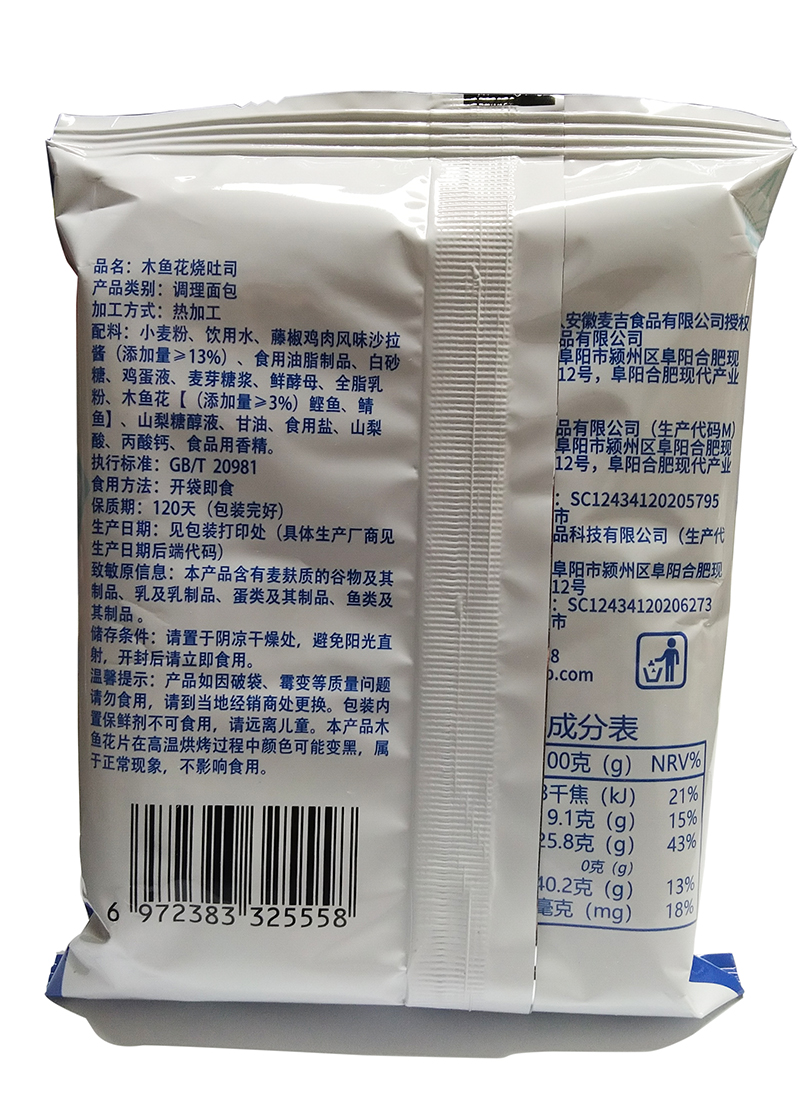 品名：木鱼花烧吐司
产品类别：调理面包
加工方式：热加工
配料：小麦粉、饮用水、藤椒鸡肉风味沙拉
酱（添加量≥13%）、食用油脂制品、白砂
糖、鸡蛋液、麦芽糖浆、鲜酵母、全脂乳
粉、木鱼花【（添加量≥3%）鲣鱼、鲭
鱼】、山梨糖醇液、甘油、食用盐、山梨
酸、丙酸钙、食品用香精。
执行标准：GB/T 20981
食用方法：开袋即食
保质期：120天（包装完好）
生产日期：见包装打印处（具体生产厂商见
生产日期后端代码）
致敏原信息：本产品含有麦麸质的谷物及其
制品、乳及乳制品、蛋类及其制品、鱼类及
其制品。
储存条件：请置于阴凉干燥处，避免阳光直
射，开封后请立即食用。
温馨提示：产品如因破袋、霉变等质量问题
请勿食用，请到当地经销商处更换。包装内
置保鲜剂不可食用，请远离儿童。本产品木
鱼花片在高温烘烤过程中颜色可能变黑，属
于正常现象，不影响食用。
6 972383 325558
安徽麦吉食品有限公司授权
品有限公司
阜阳市颍州区阜阳合肥现
12号，阜阳合肥现代产业
品有限公司（生产代码M）
阜阳市颍州区阜阳合肥现
12号，阜阳合肥现代产业
：SC12434120205795
市
品科技有限公司（生产代
阜阳市颍州区阜阳合肥现
12号
：SC12434120206273
市
8
.com
成分表
00克（g） NRV%
千焦（kJ） 21%
9.1克（g） 15%
25.8克（g） 43%
0克（g）
40.2克（g） 13%
毫克（mg） 18%